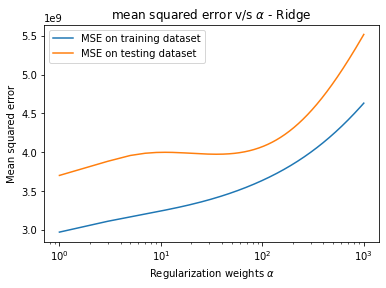 mean squared error v/s α - Ridge
1e9
MSE on training dataset
MSE on testing dataset
5.5
5.0
4.5
4.0
3.5
3.0
Mean squared error
10⁰ 10¹ 10² 10³
Regularization weights α